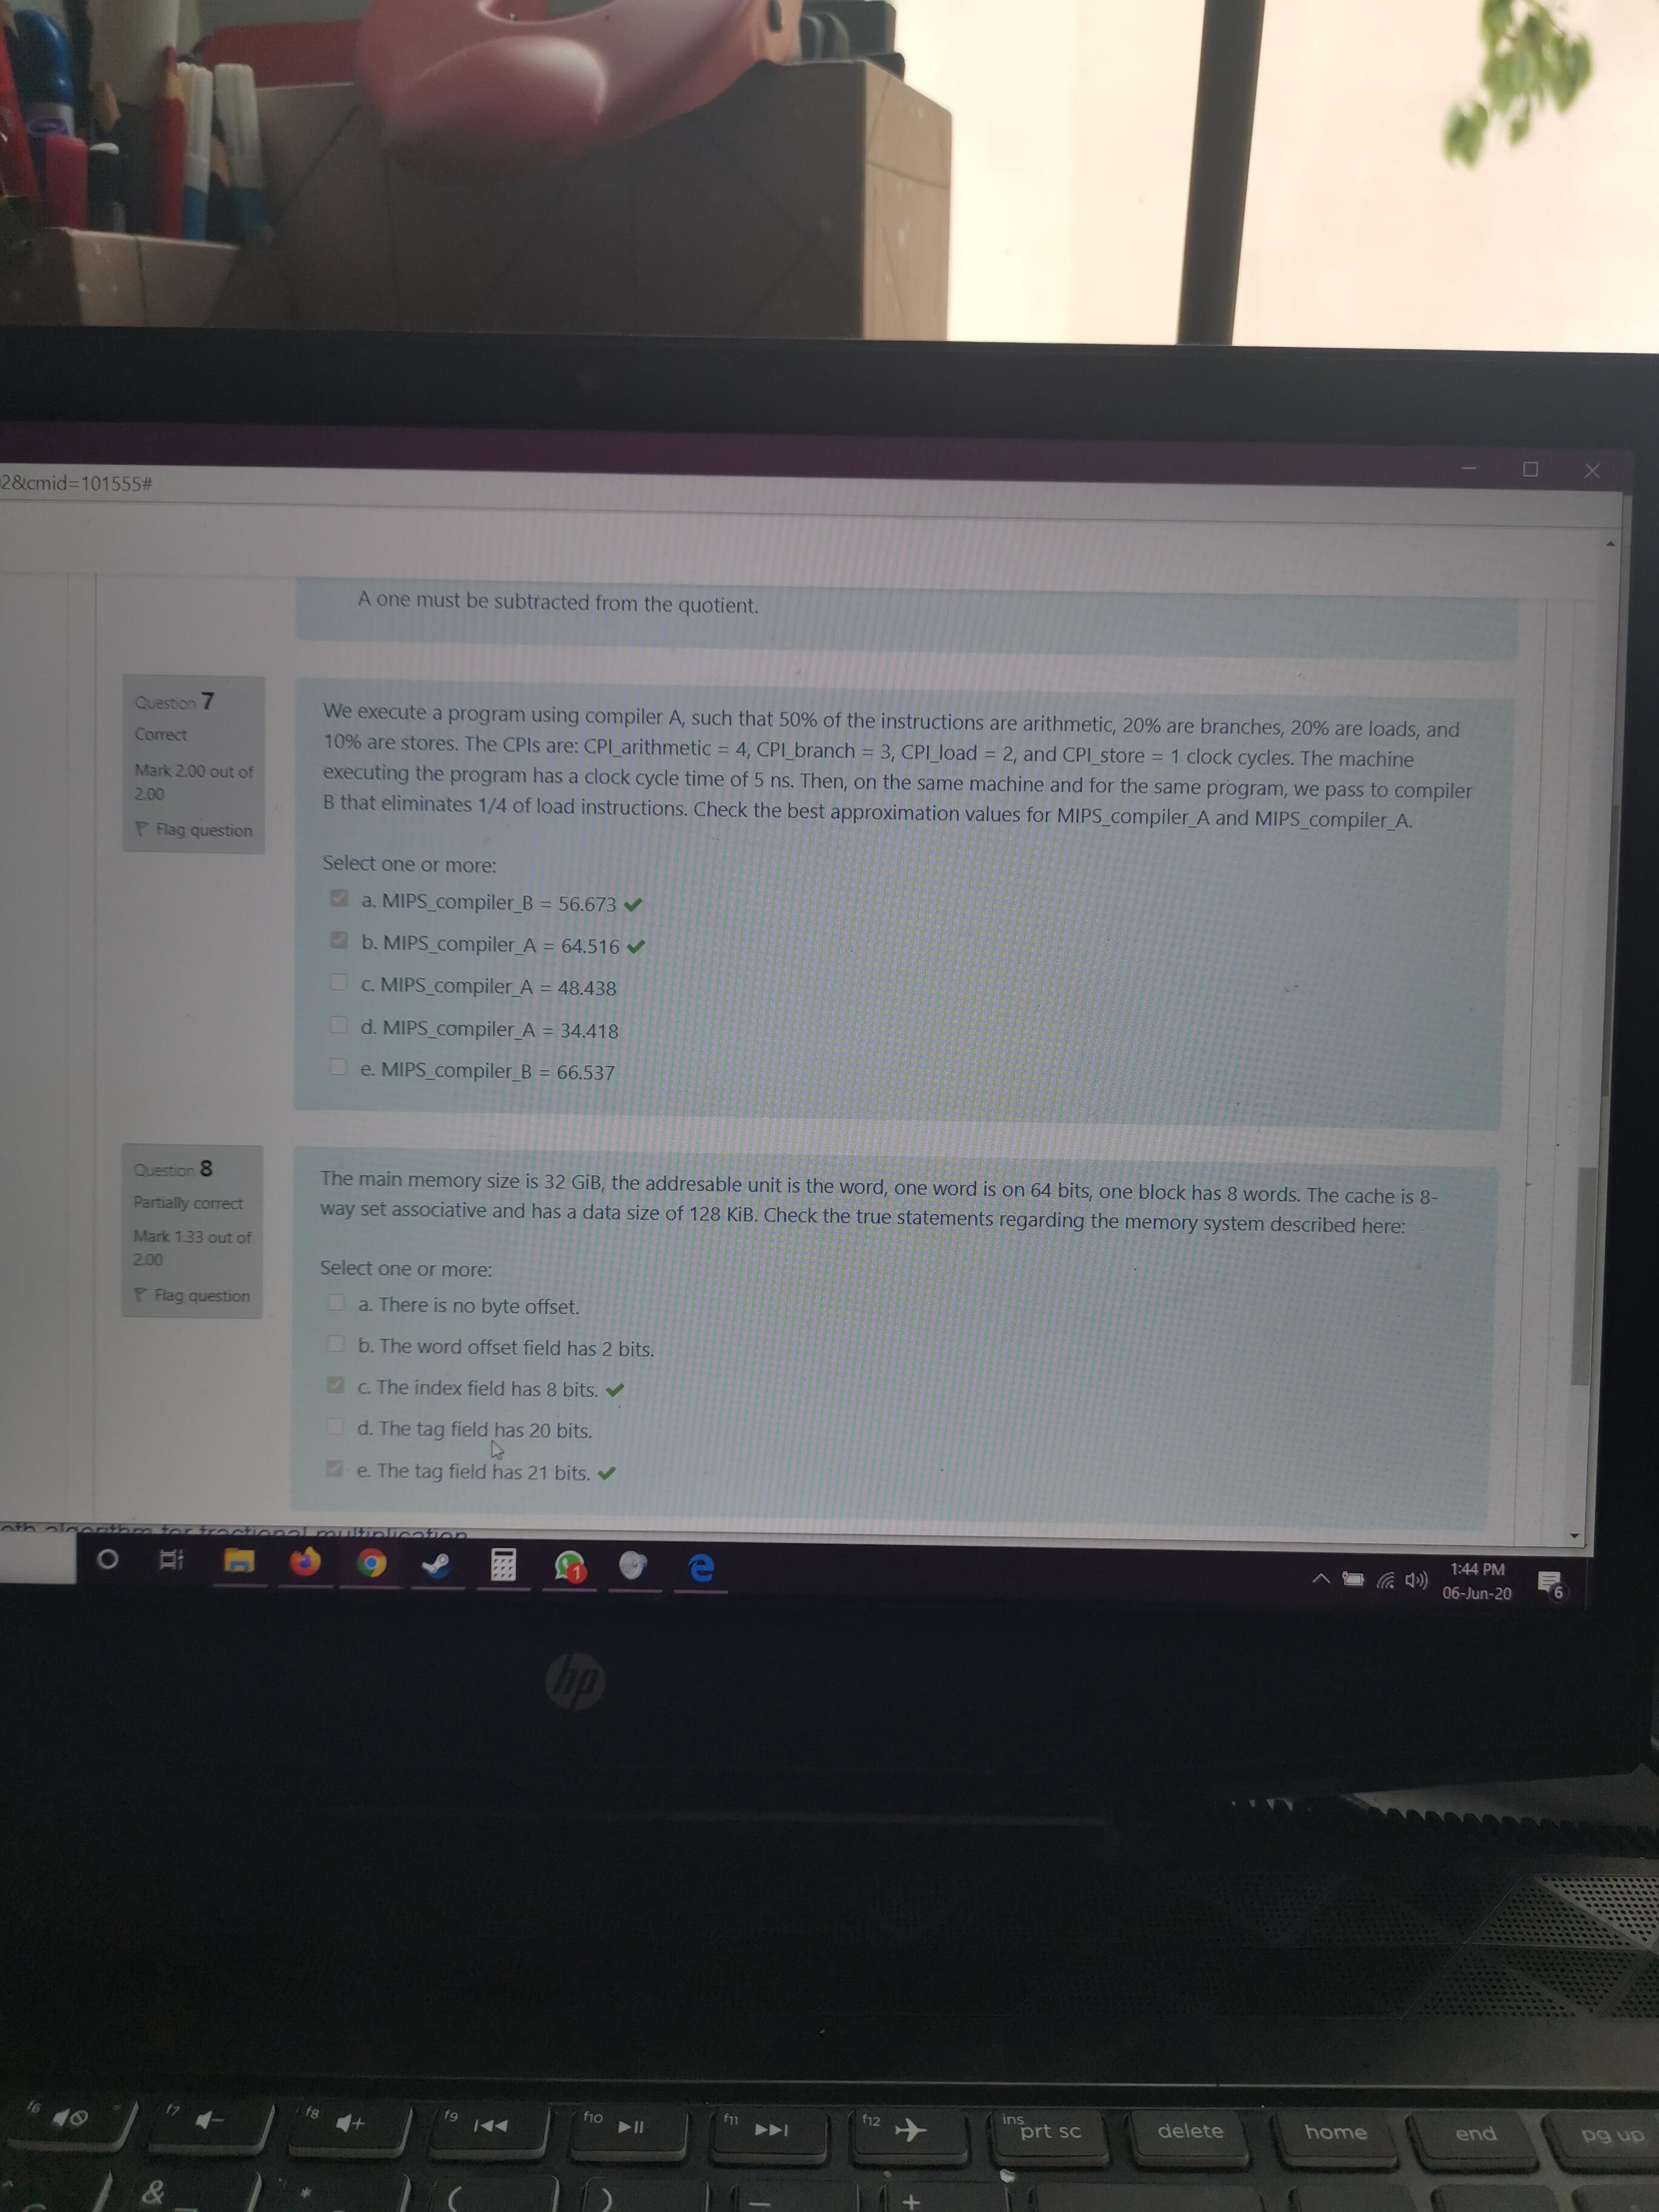 2&cmid=101555#
A one must be subtracted from the quotient.
Question 7
Correct
Mark 2.00 out of
2.00
Flag question
We execute a program using compiler A, such that 50% of the instructions are arithmetic, 20% are branches, 20% are loads, and
10% are stores. The CPIs are: CPI_arithmetic = 4, CPI_branch = 3, CPI_load = 2, and CPI_store = 1 clock cycles. The machine
executing the program has a clock cycle time of 5 ns. Then, on the same machine and for the same program, we pass to compiler
B that eliminates 1/4 of load instructions. Check the best approximation values for MIPS_compiler_A and MIPS_compiler_A.
Select one or more:
a. MIPS_compiler_B = 56.673
b. MIPS_compiler_A = 64.516
c. MIPS_compiler_A = 48.438
d. MIPS_compiler_A = 34.418
e. MIPS_compiler_B = 66.537
Question 8
Partially correct
Mark 1.33 out of
2.00
Flag question
The main memory size is 32 GiB, the addresable unit is the word, one word is on 64 bits, one block has 8 words. The cache is 8-
way set associative and has a data size of 128 KiB. Check the true statements regarding the memory system described here:
Select one or more:
a. There is no byte offset.
b. The word offset field has 2 bits.
c. The index field has 8 bits.
d. The tag field has 20 bits.
e. The tag field has 21 bits.
algorithm for fractional multiplication
1
1:44 PM
06-Jun-20
6
hp
f6
f7
f8
f9
f10
f11
f12
ins
prt sc
delete
home
end
pg up
&
*
(
)
_
+